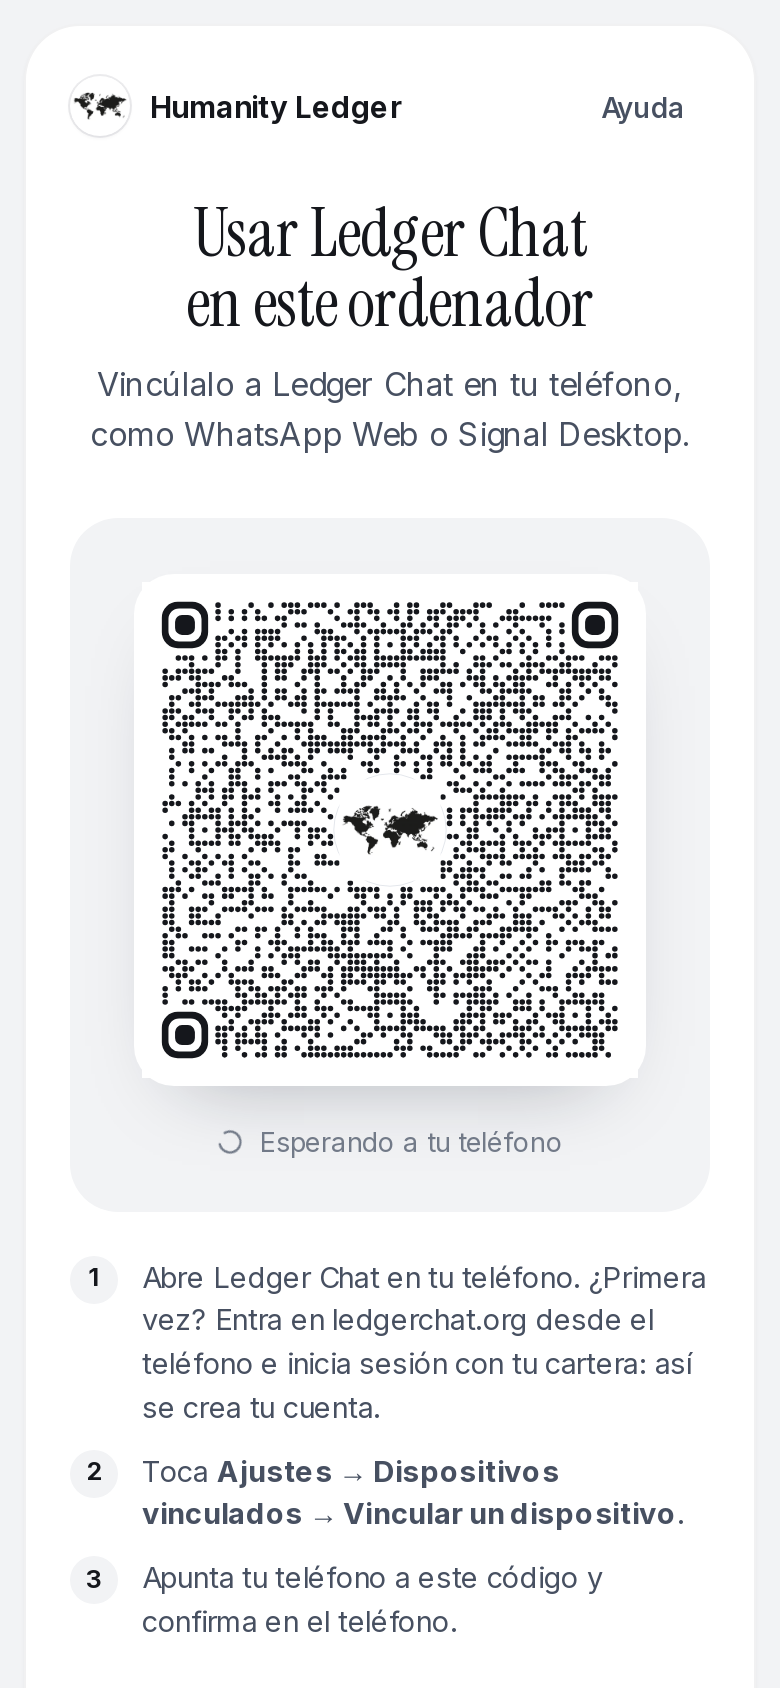 Humanity Ledger
Ayuda
Usar Ledger Chat
en este ordenador
Vincúlalo a Ledger Chat en tu teléfono,
como WhatsApp Web o Signal Desktop.
Esperando a tu teléfono
1 Abre Ledger Chat en tu teléfono. ¿Primera
vez? Entra en ledgerchat.org desde el
teléfono e inicia sesión con tu cartera: así
se crea tu cuenta.
2 Toca Ajustes → Dispositivos
vinculados → Vincular un dispositivo.
3 Apunta tu teléfono a este código y
confirma en el teléfono.